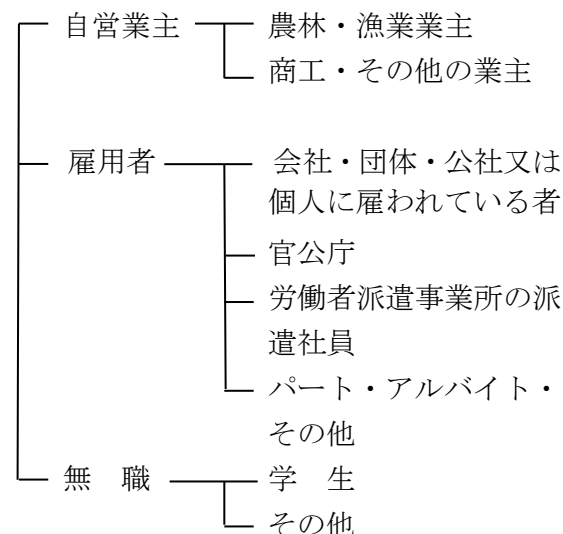 自営業主
農林・漁業業主
商工・その他の業主
雇用者
会社・団体・公社又は
個人に雇われている者
官公庁
労働者派遣事業所の派
遣社員
パート・アルバイト・
その他
無　職
学　生
その他